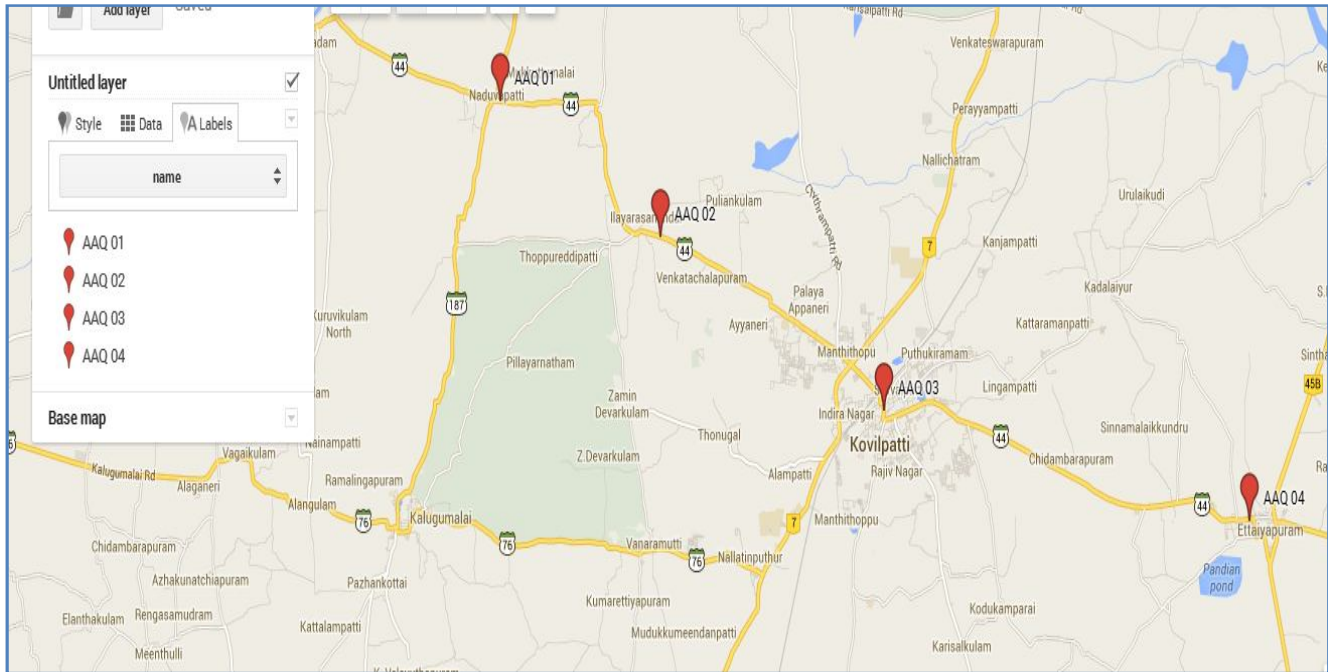 Add layer
Untitled layer
Style
Data
A Labels
name
AAQ 01
AAQ 02
AAQ 03
AAQ 04
Base map
44
AAQ 01
44
Venkateswarapuram
Perayyampatti
Nallichatram
Urulaikudi
Puliankulam
AAQ 02
44
Thoppureddipatti
Venkatachalapuram
7
Kanjampatti
Kadalaiyur
187
Kuruvikulam
North
Palaya
Appaneri
Ayyaneri
Kattaramanpatti
Pillayarnatham
Manthithopu
Puthukiramam
AAQ 03
Lingampatti
45B
Zamin
Devarkulam
Indira Nagar
Sinnamalaikkundru
Thonugal
Kovilpatti
44
Nainampatti
Vagaikulam
Z.Devarkulam
Chidambarapuram
Kalugumalai Rd
Alaganeri
Ramalingapuram
Alampatti
Rajiv Nagar
AAQ 04
Alangulam
44
76
Kalugumalai
7
Manthithoppu
Ettaiyapuram
76
Vanaramutti
76
Nallatinputhur
Chidambarapuram
Pandian
pond
Azhakunatchiapuram
Pazhankottai
Kumarettiyapuram
Kodukamparai
Elanthakulam
Rengasamudram
Kattalampatti
Mudukkumeendanpatti
Karisalkulam
Meenthulli